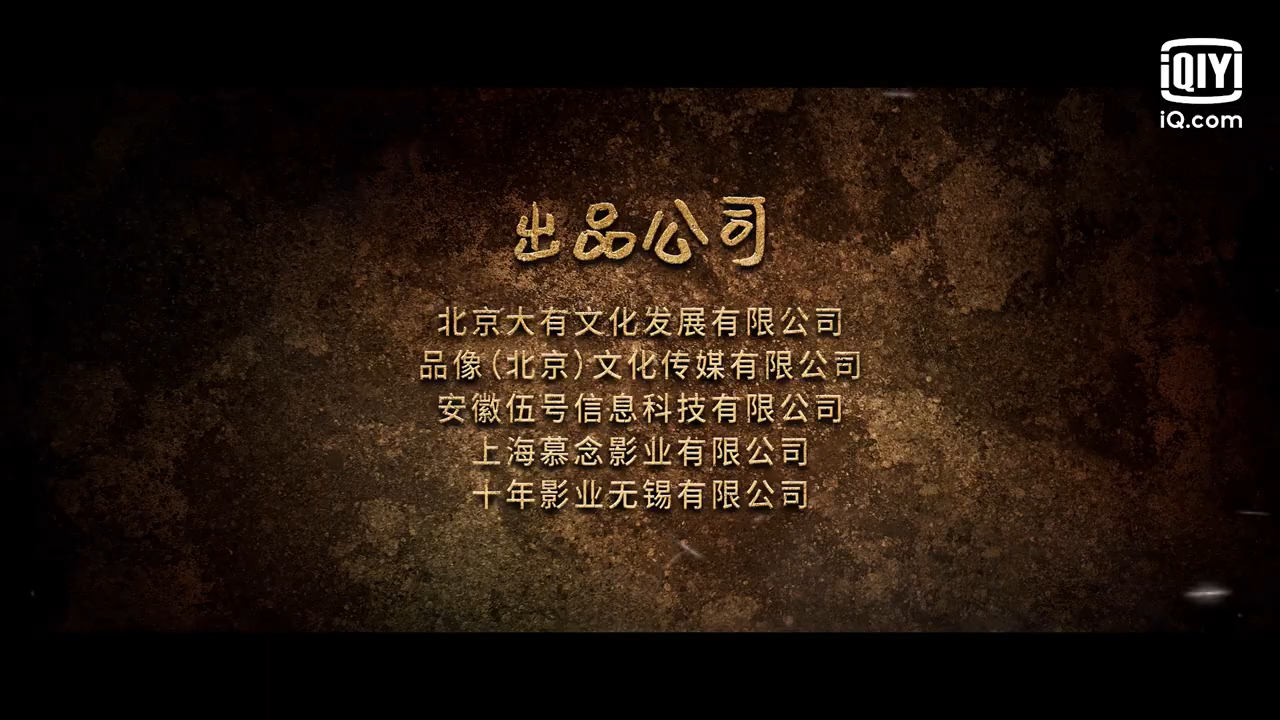 iQIYI
iQ.com
出品公司
北京大有文化发展有限公司
品像(北京)文化传媒有限公司
安徽伍号信息科技有限公司
上海慕念影业有限公司
十年影业无锡有限公司